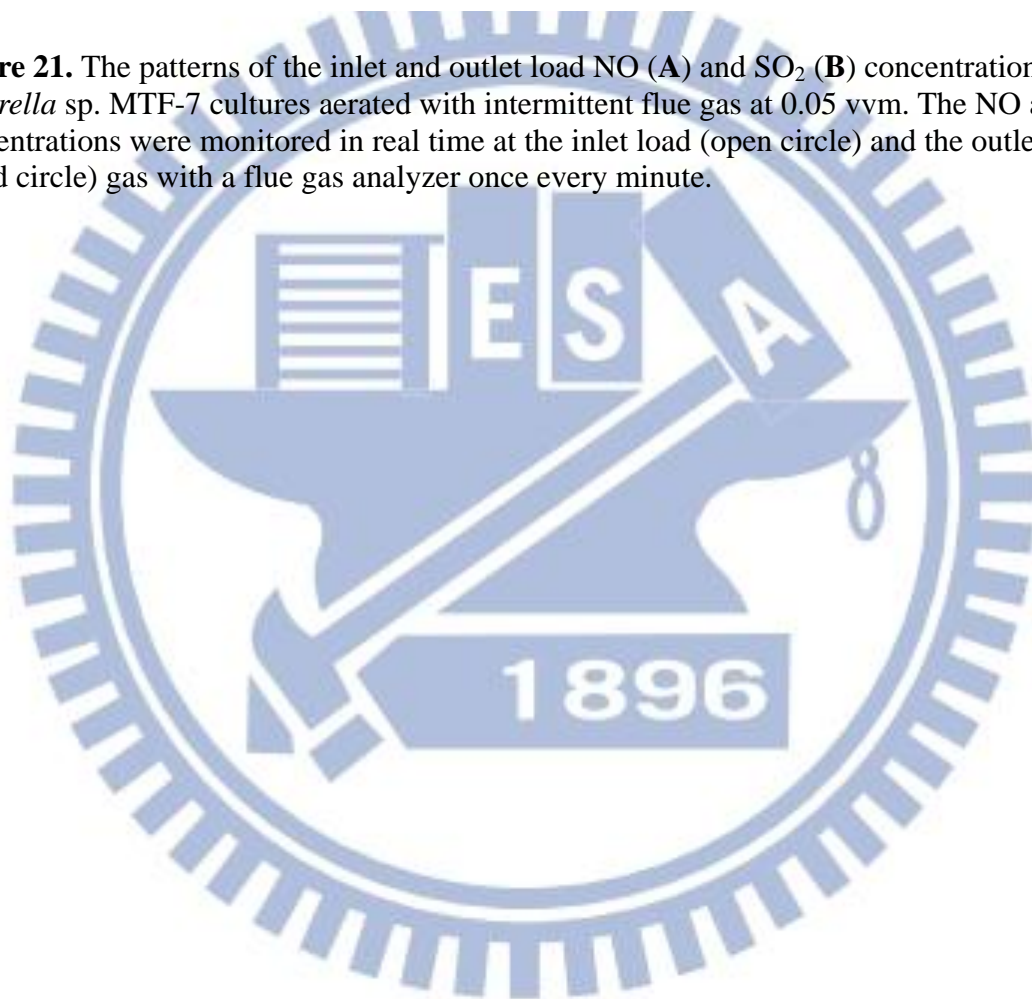 re 21. The patterns of the inlet and outlet load NO (A) and SO₂ (B) concentration
rella sp. MTF-7 cultures aerated with intermittent flue gas at 0.05 vvm. The NO a
entrations were monitored in real time at the inlet load (open circle) and the outlet
d circle) gas with a flue gas analyzer once every minute.
E S A
1896